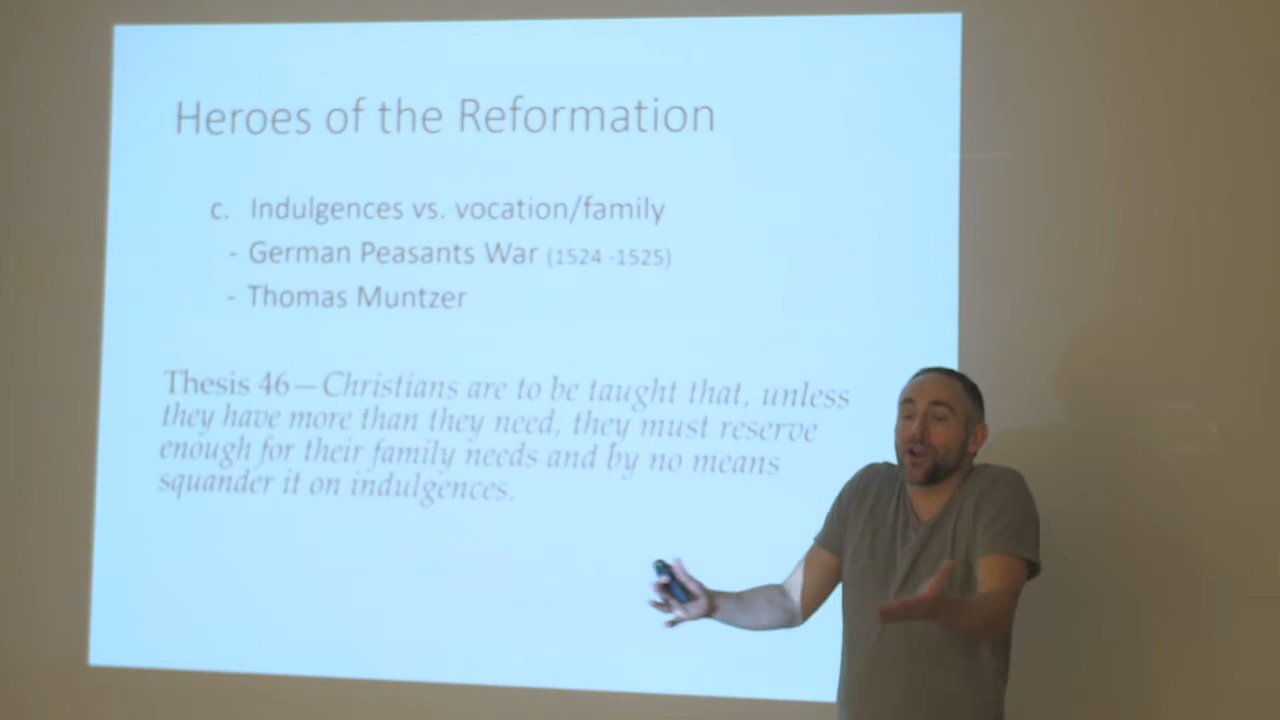 Heroes of the Reformation
c. Indulgences vs. vocation/family
- German Peasants War (1524 -1525)
- Thomas Muntzer
Thesis 46—Christians are to be taught that, unless
they have more than they need, they must reserve
enough for their family needs and by no means
squander it on indulgences.